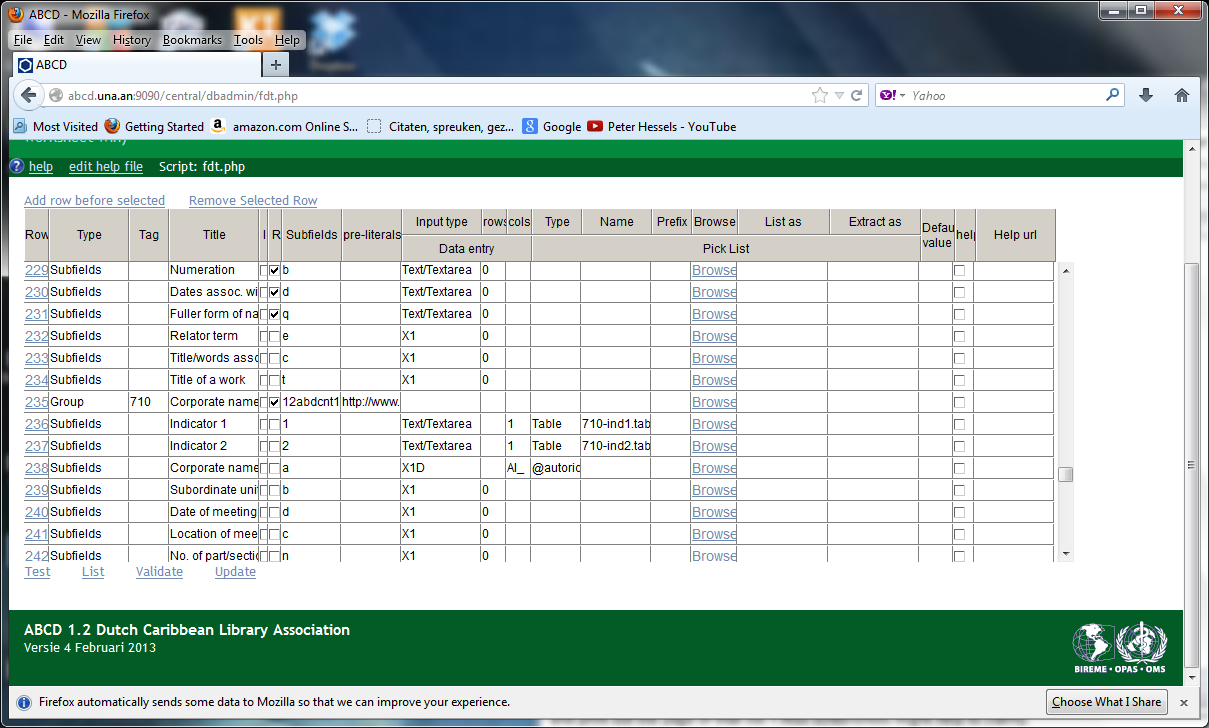 ABCD - Mozilla Firefox
File Edit View History Bookmarks Tools Help
ABCD
abcd.una.an:9090/central/dbadmin/fdt.php
Yahoo
Most Visited Getting Started amazon.com Online S... Citaten, spreuken, gez... Google Peter Hessels - YouTube
help edit help file Script: fdt.php
Add row before selected Remove Selected Row
Row Type Tag Title I R Subfields pre-literals Input type rows cols Type Name Prefix Browse List as Extract as Defau value help Help url
Data entry Pick List
229 Subfields Numeration b Text/Textarea 0 Browse
230 Subfields Dates assoc. wi d Text/Textarea 0 Browse
231 Subfields Fuller form of na q Text/Textarea 0 Browse
232 Subfields Relator term e X1 0 Browse
233 Subfields Title/words asso c X1 0 Browse
234 Subfields Title of a work t X1 0 Browse
235 Group 710 Corporate name 12abdcnt1 http://www. Browse
236 Subfields Indicator 1 1 Text/Textarea 1 Table 710-ind1.tab Browse
237 Subfields Indicator 2 2 Text/Textarea 1 Table 710-ind2.tab Browse
238 Subfields Corporate name a X1D AI_ @autorid Browse
239 Subfields Subordinate uni b X1 0 Browse
240 Subfields Date of meeting d X1 0 Browse
241 Subfields Location of mee c X1 0 Browse
242 Subfields No. of part/sectio n X1 0 Browse
Test List Validate Update
ABCD 1.2 Dutch Caribbean Library Association
Versie 4 Februari 2013
BIREME • OPAS • OMS
Firefox automatically sends some data to Mozilla so that we can improve your experience.
Choose What I Share